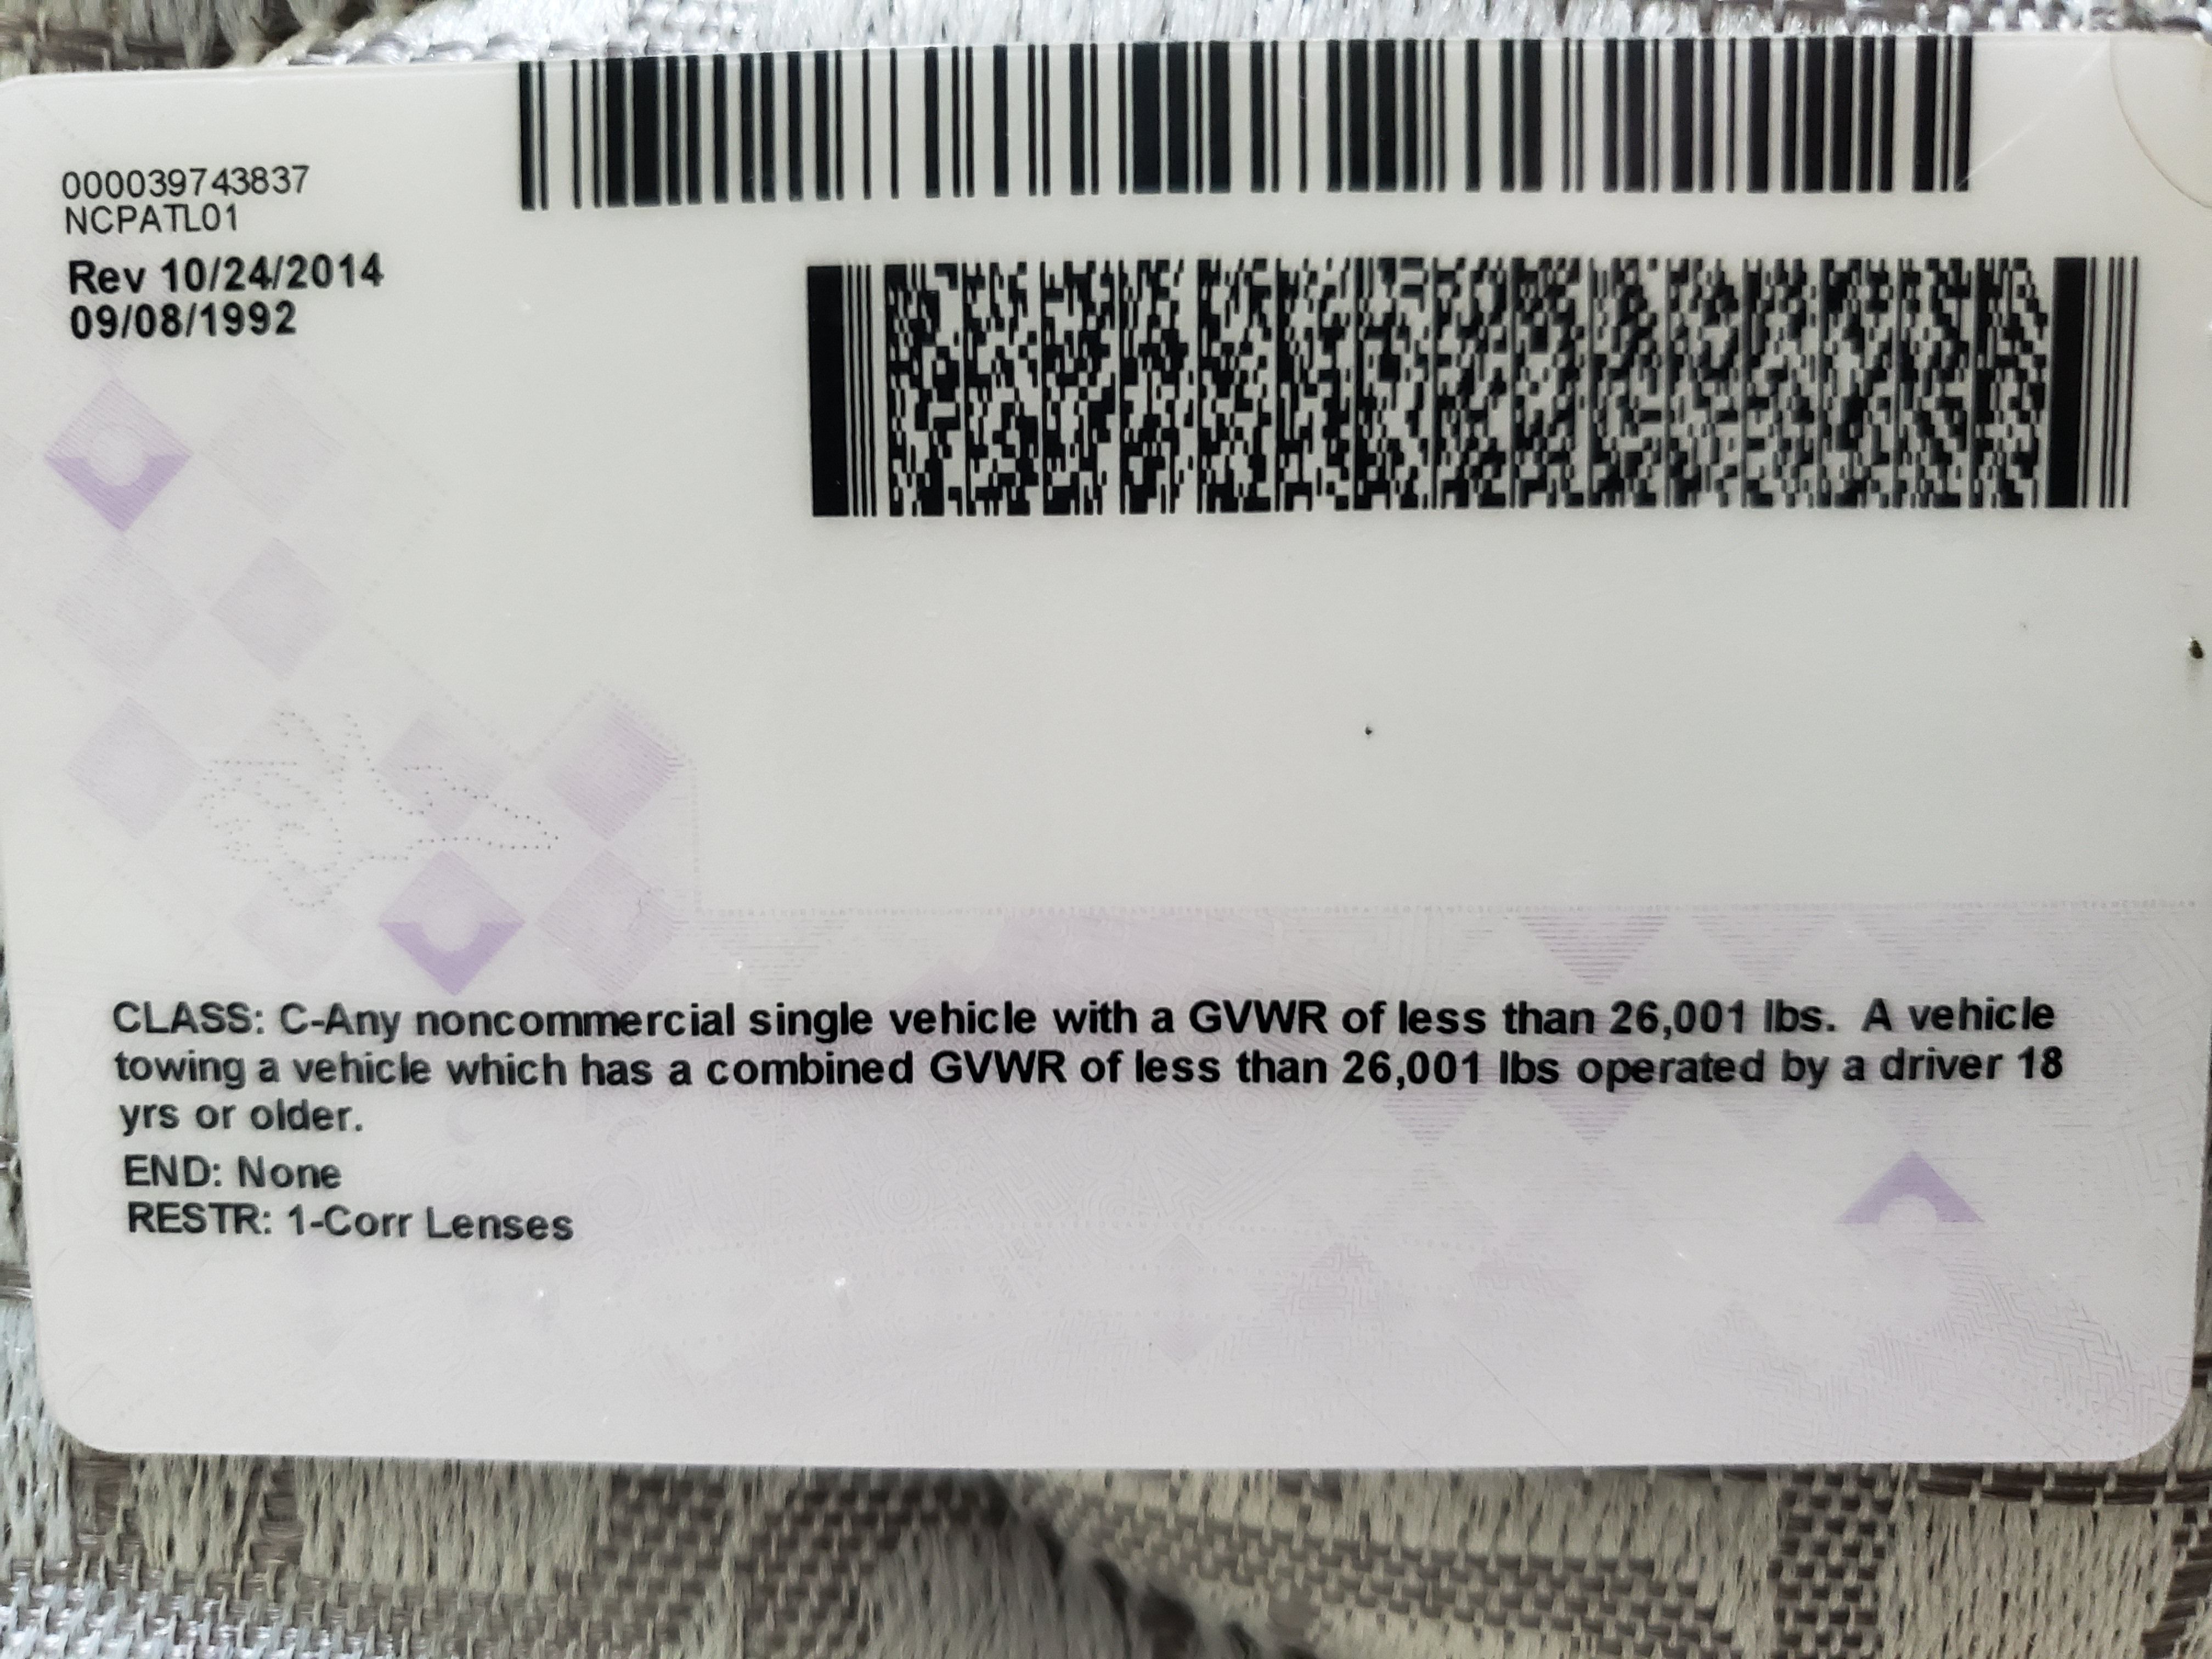 000039743837
NCPATL01
Rev 10/24/2014
09/08/1992
CLASS: C-Any noncommercial single vehicle with a GVWR of less than 26,001 lbs. A vehicle
towing a vehicle which has a combined GVWR of less than 26,001 lbs operated by a driver 18
yrs or older.
END: None
RESTR: 1-Corr Lenses